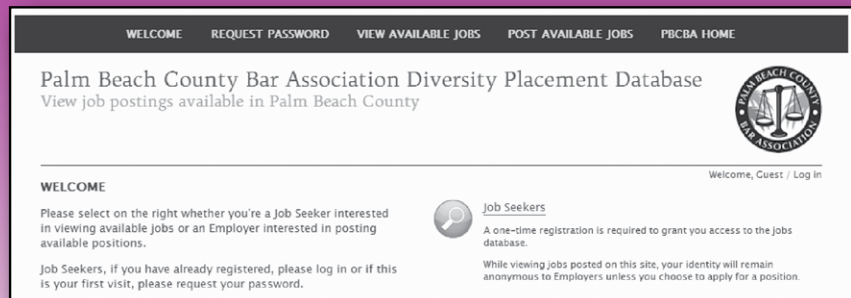 WELCOME REQUEST PASSWORD VIEW AVAILABLE JOBS POST AVAILABLE JOBS PBCBA HOME
Palm Beach County Bar Association Diversity Placement Database
View job postings available in Palm Beach County
PALM BEACH COUNTY
BAR ASSOCIATION
Welcome, Guest / Log In
WELCOME
Please select on the right whether you're a Job Seeker interested
in viewing available jobs or an Employer interested in posting
available positions.
Job Seekers, if you have already registered, please log in or if this
is your first visit, please request your password.
Job Seekers
A one-time registration is required to grant you access to the jobs
database.
While viewing jobs posted on this site, your identity will remain
anonymous to Employers unless you choose to apply for a position.